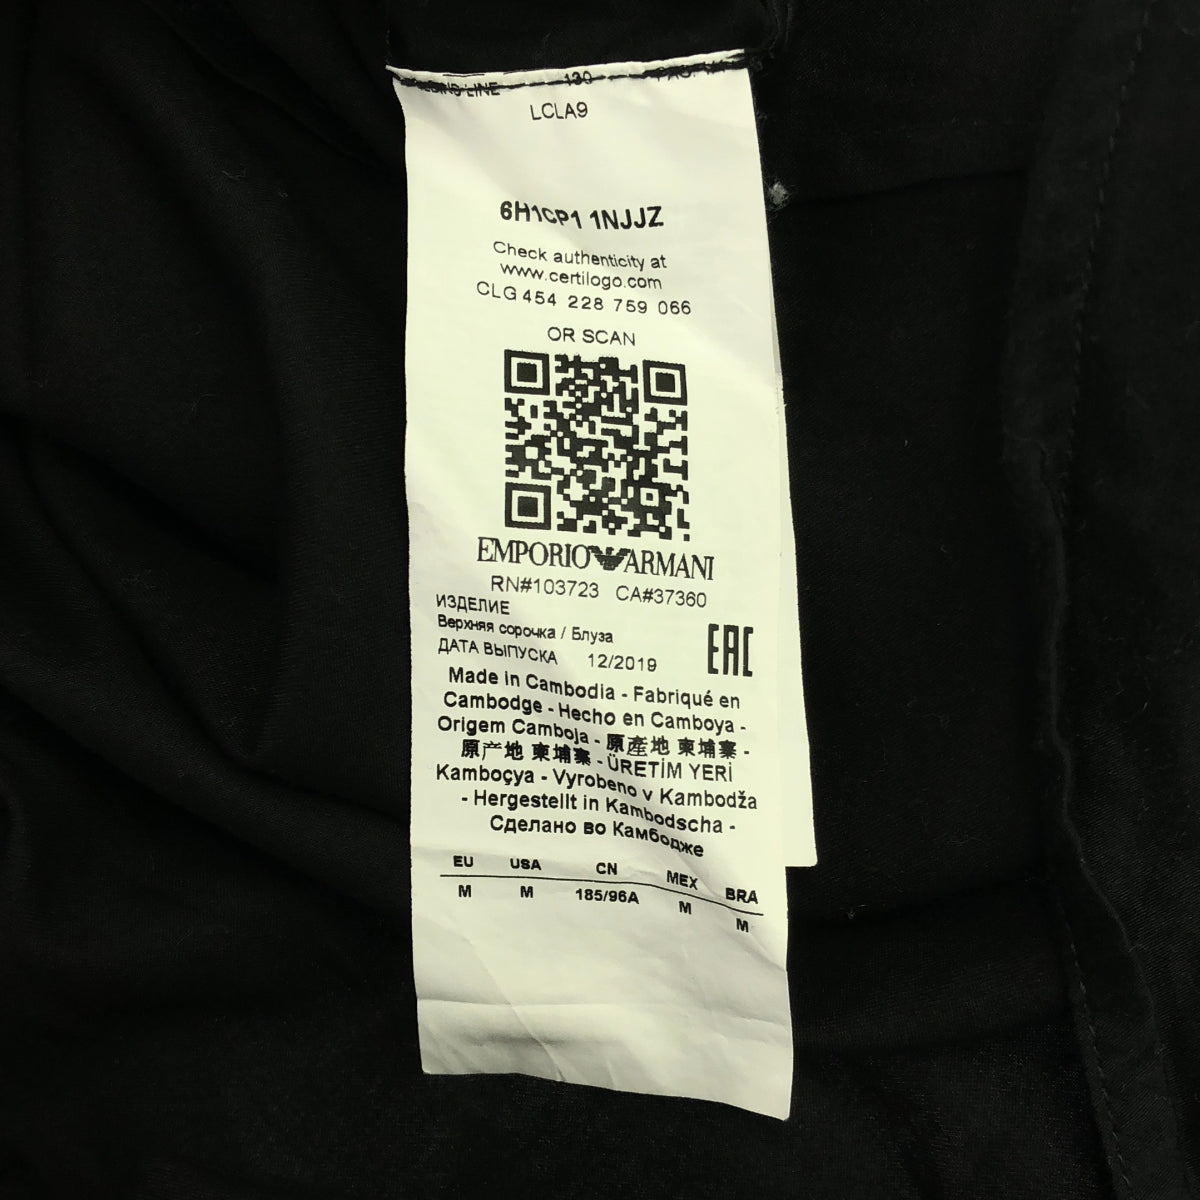 LINE 130
LCLA9
6H1CP1 1NJJZ
Check authenticity at
www.certilogo.com
CLG 454 228 759 066
OR SCAN
EMPORIO ARMANI
RN#103723 CA#37360
ИЗДЕЛИЕ
Верхняя сорочка / Блуза
ДАТА ВЫПУСКА 12/2019
EAC
Made in Cambodia - Fabriqué en
Cambodge - Hecho en Camboya -
Origem Camboja - 原產地 柬埔寨 -
原产地 柬埔寨 - ÜRETİM YERİ
Kamboçya - Vyrobeno v Kambodža
- Hergestellt in Kambodscha -
Сделано во Камбодже
EU USA CN MEX BRA
M M 185/96A M M